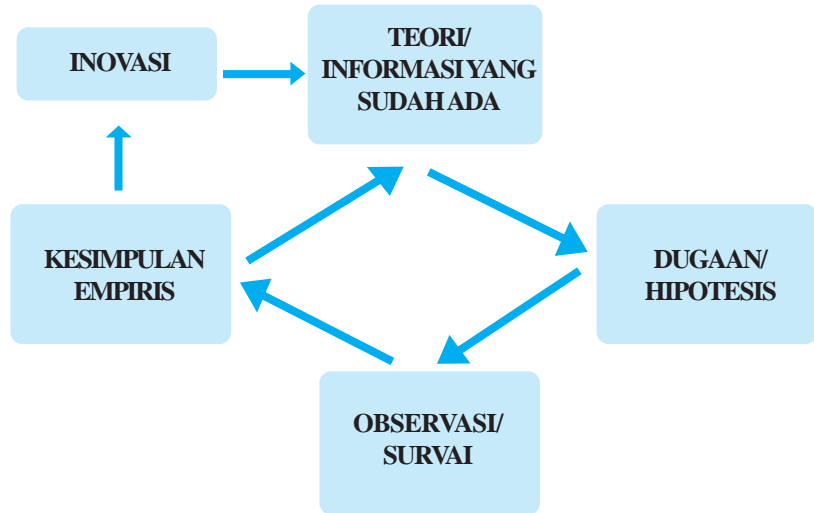 INOVASI
TEORI/
INFORMASI YANG
SUDAH ADA
KESIMPULAN
EMPIRIS
DUGAAN/
HIPOTESIS
OBSERVASI/
SURVAI